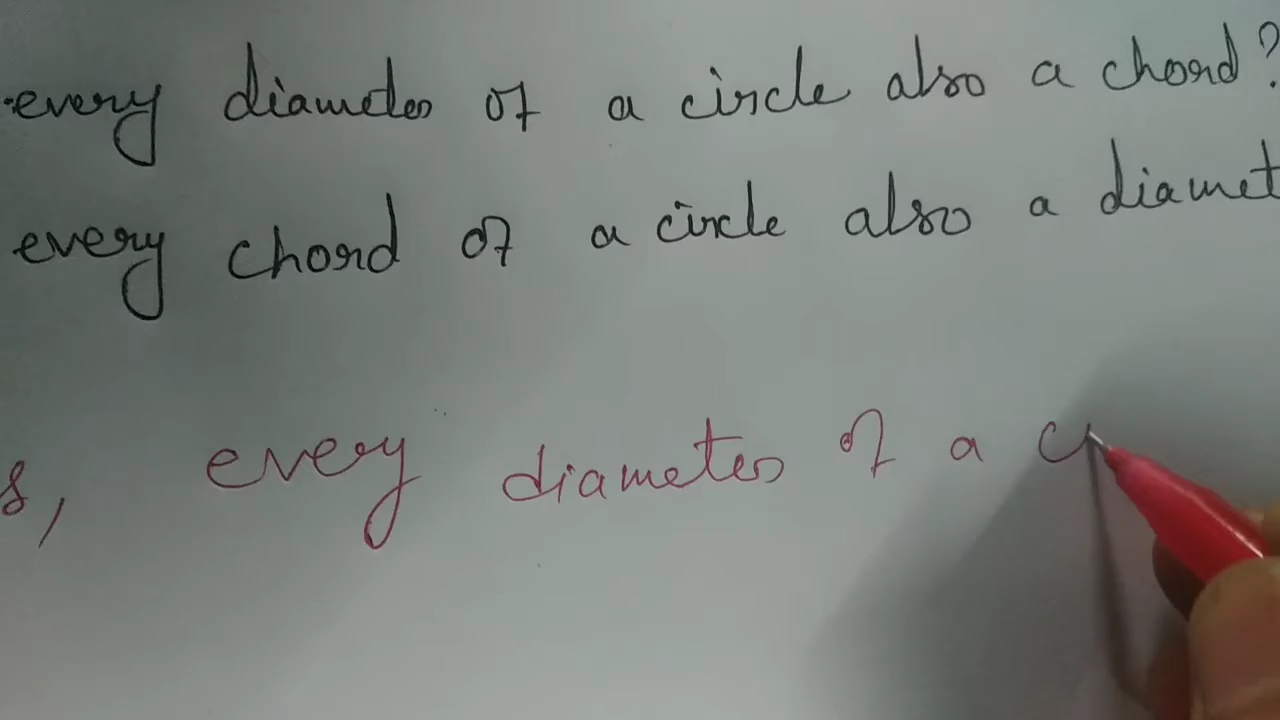 every diameter of a circle also a chord?
every chord of a circle also a diamet
s, every diameter of a c